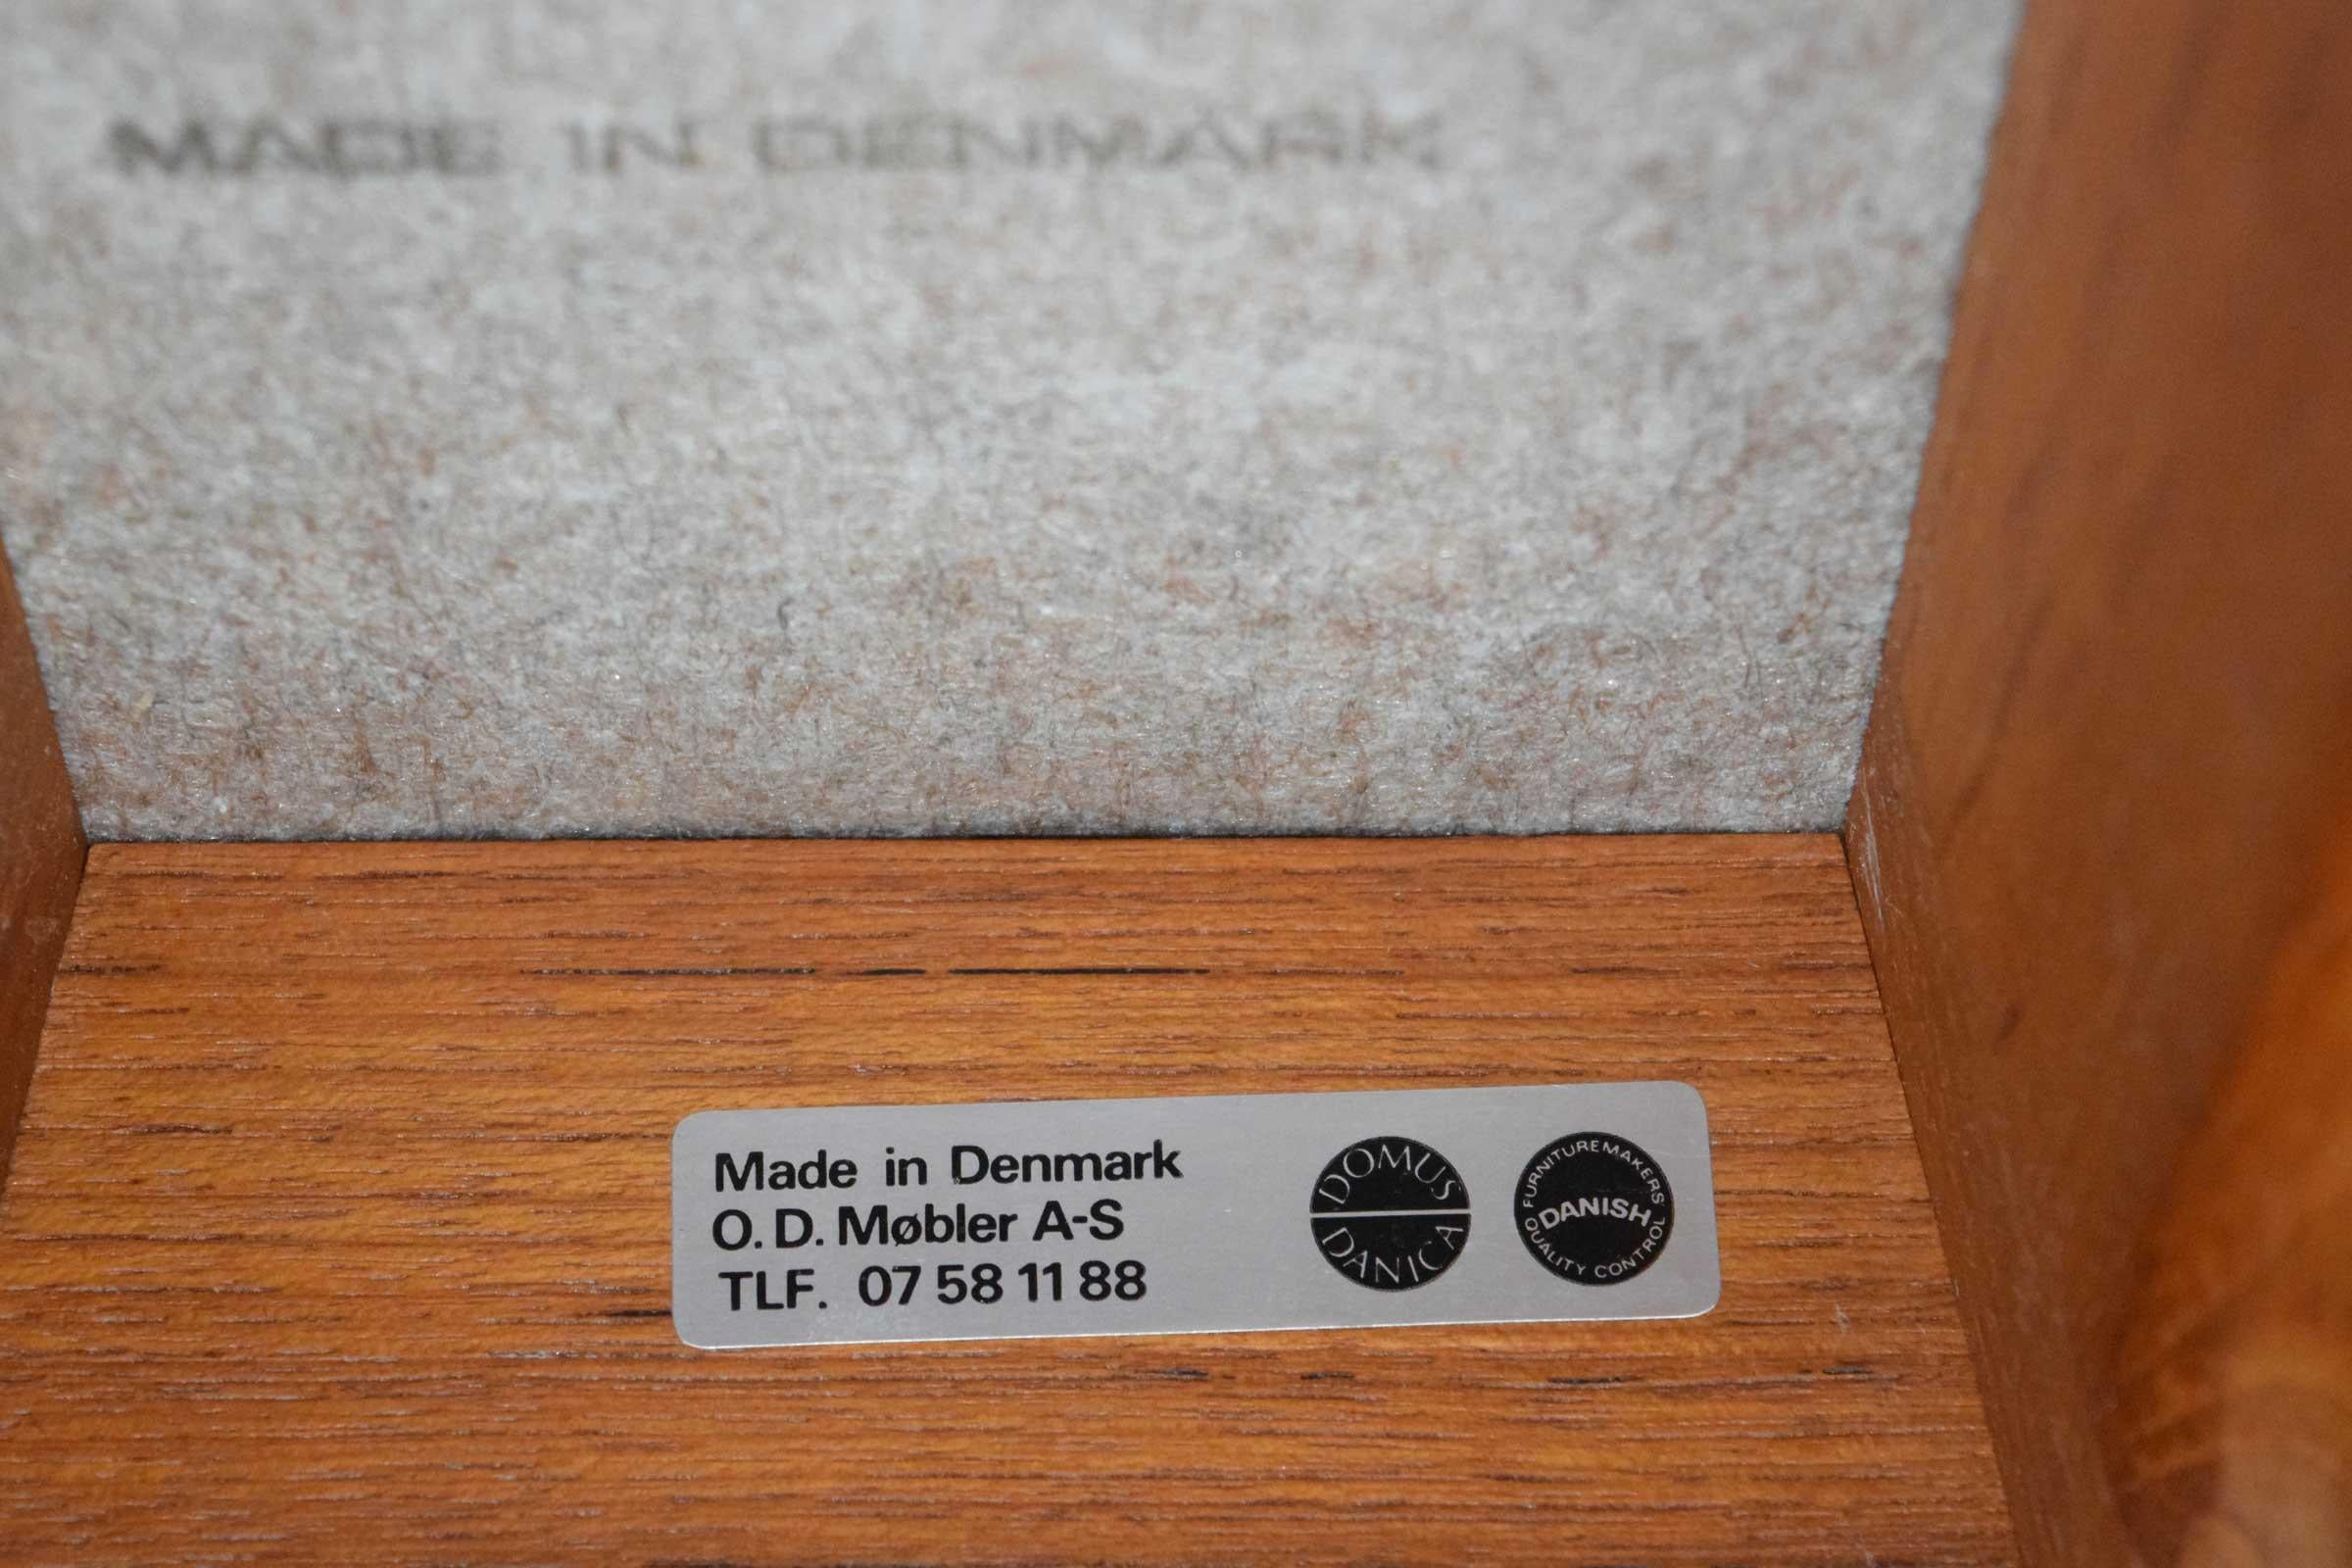 MADE IN DENMARK
Made in Denmark
O. D. Møbler A-S
TLF. 07 58 11 88
DOMUS
DANICA
FURNITUREMAKERS
DANISH
QUALITY CONTROL